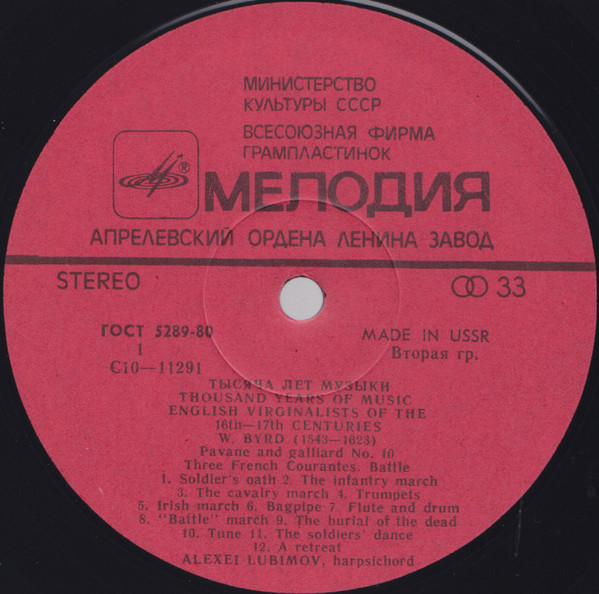 МИНИСТЕРСТВО
КУЛЬТУРЫ СССР
ВСЕСОЮЗНАЯ ФИРМА
ГРАМПЛАСТИНОК
®
МЕЛОДИЯ
АПРЕЛЕВСКИЙ ОРДЕНА ЛЕНИНА ЗАВОД
STEREO
33
ГОСТ 5289-80
MADE IN USSR
1
Вторая гр.
С10—11291
ТЫСЯЧА ЛЕТ МУЗЫКИ
THOUSAND YEARS OF MUSIC
ENGLISH VIRGINALISTS OF THE
16th—17th CENTURIES
W. BYRD (1543—1623)
Pavane and galliard No. 10
Three French Courantes. Battle
1. Soldier's oath 2. The infantry march
3. The cavalry march 4. Trumpets
5. Irish march 6. Bagpipe 7. Flute and drum
8. "Battle" march 9. The burial of the dead
10. Tune 11. The soldiers' dance
12. A retreat
ALEXEI LUBIMOV, harpsichord